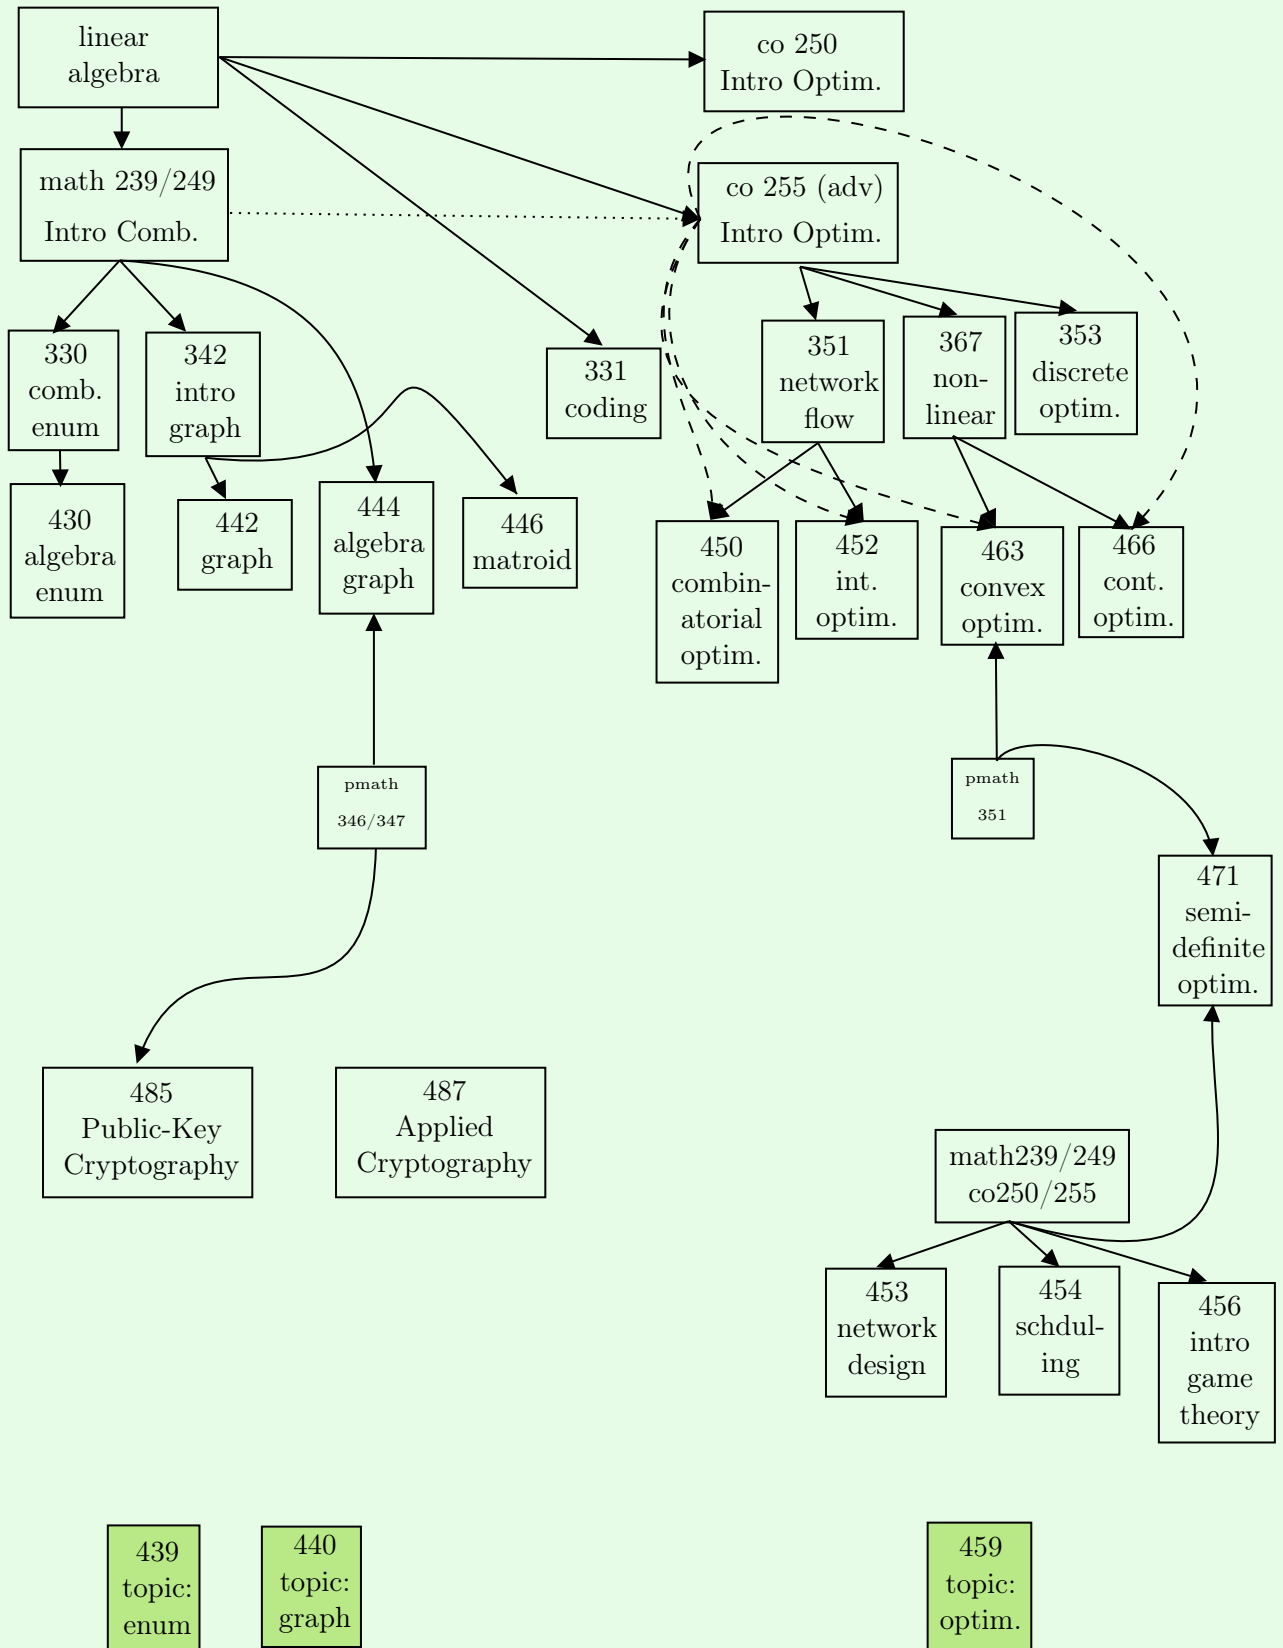 linear
algebra
co 250
Intro Optim.
math 239/249
Intro Comb.
co 255 (adv)
Intro Optim.
330
comb.
enum
342
intro
graph
331
coding
351
network
flow
367
non-
linear
353
discrete
optim.
430
algebra
enum
442
graph
444
algebra
graph
446
matroid
450
combin-
atorial
optim.
452
int.
optim.
463
convex
optim.
466
cont.
optim.
pmath
346/347
pmath
351
471
semi-
definite
optim.
485
Public-Key
Cryptography
487
Applied
Cryptography
math239/249
co250/255
453
network
design
454
schdul-
ing
456
intro
game
theory
439
topic:
enum
440
topic:
graph
459
topic:
optim.